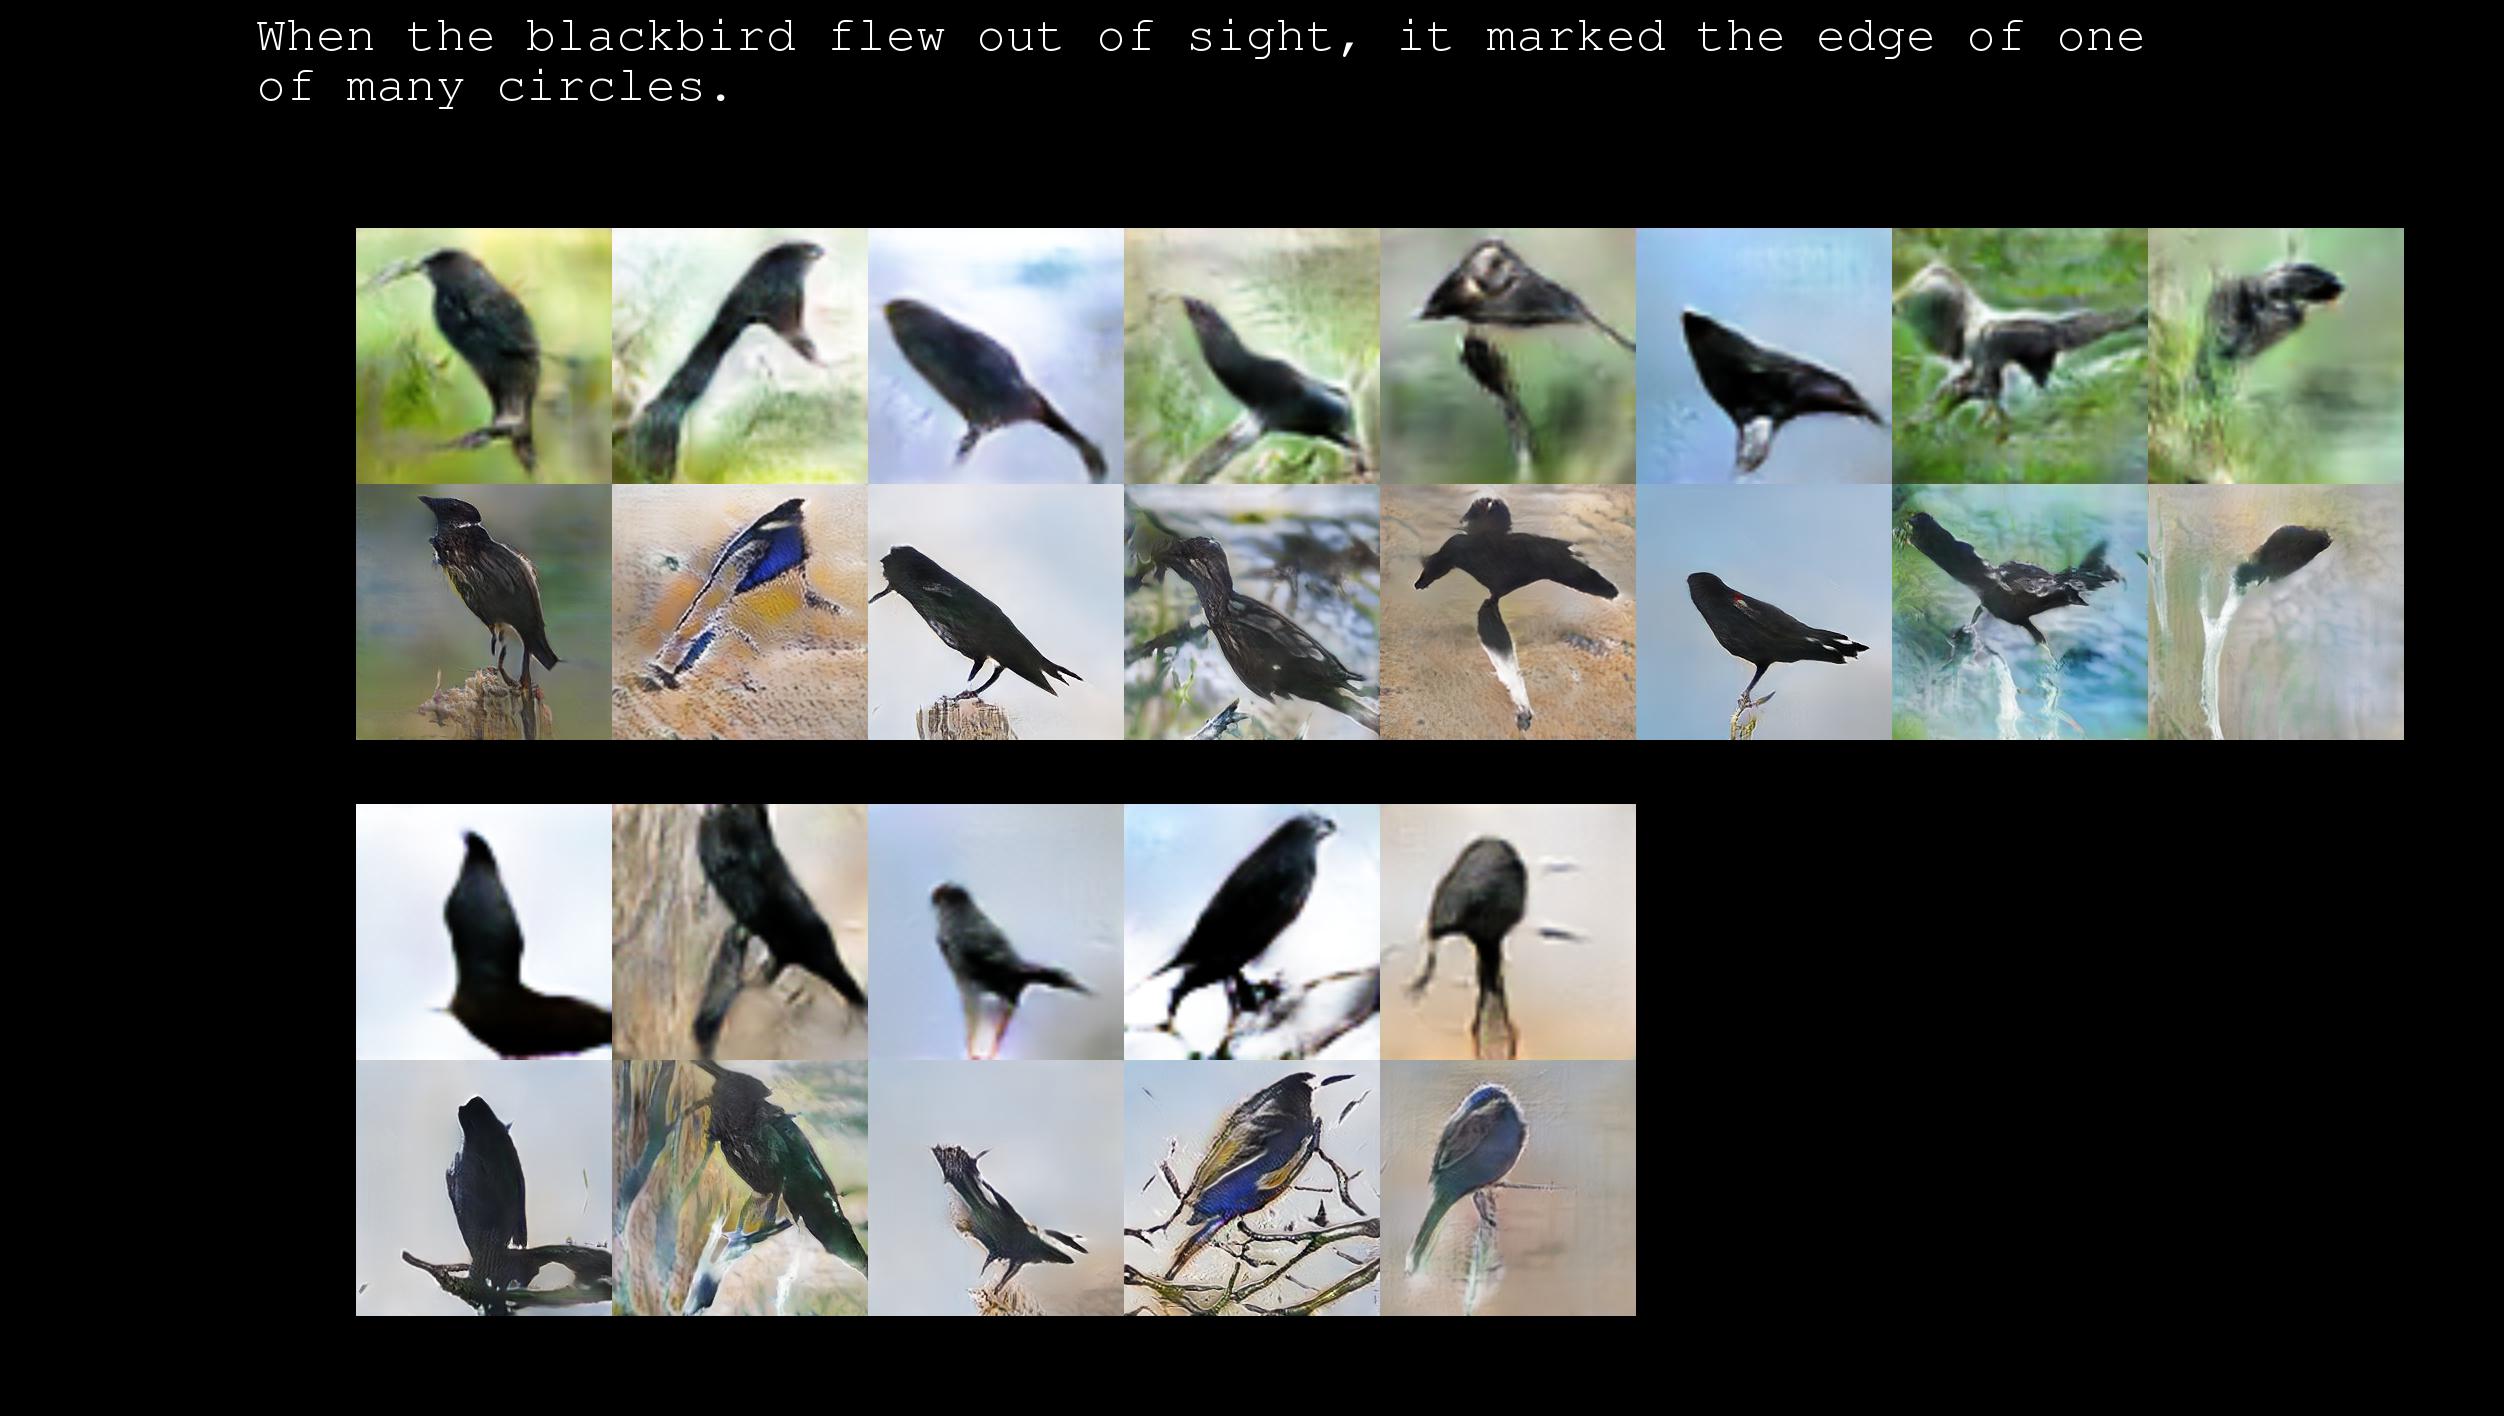 When the blackbird flew out of sight, it marked the edge of one
of many circles.